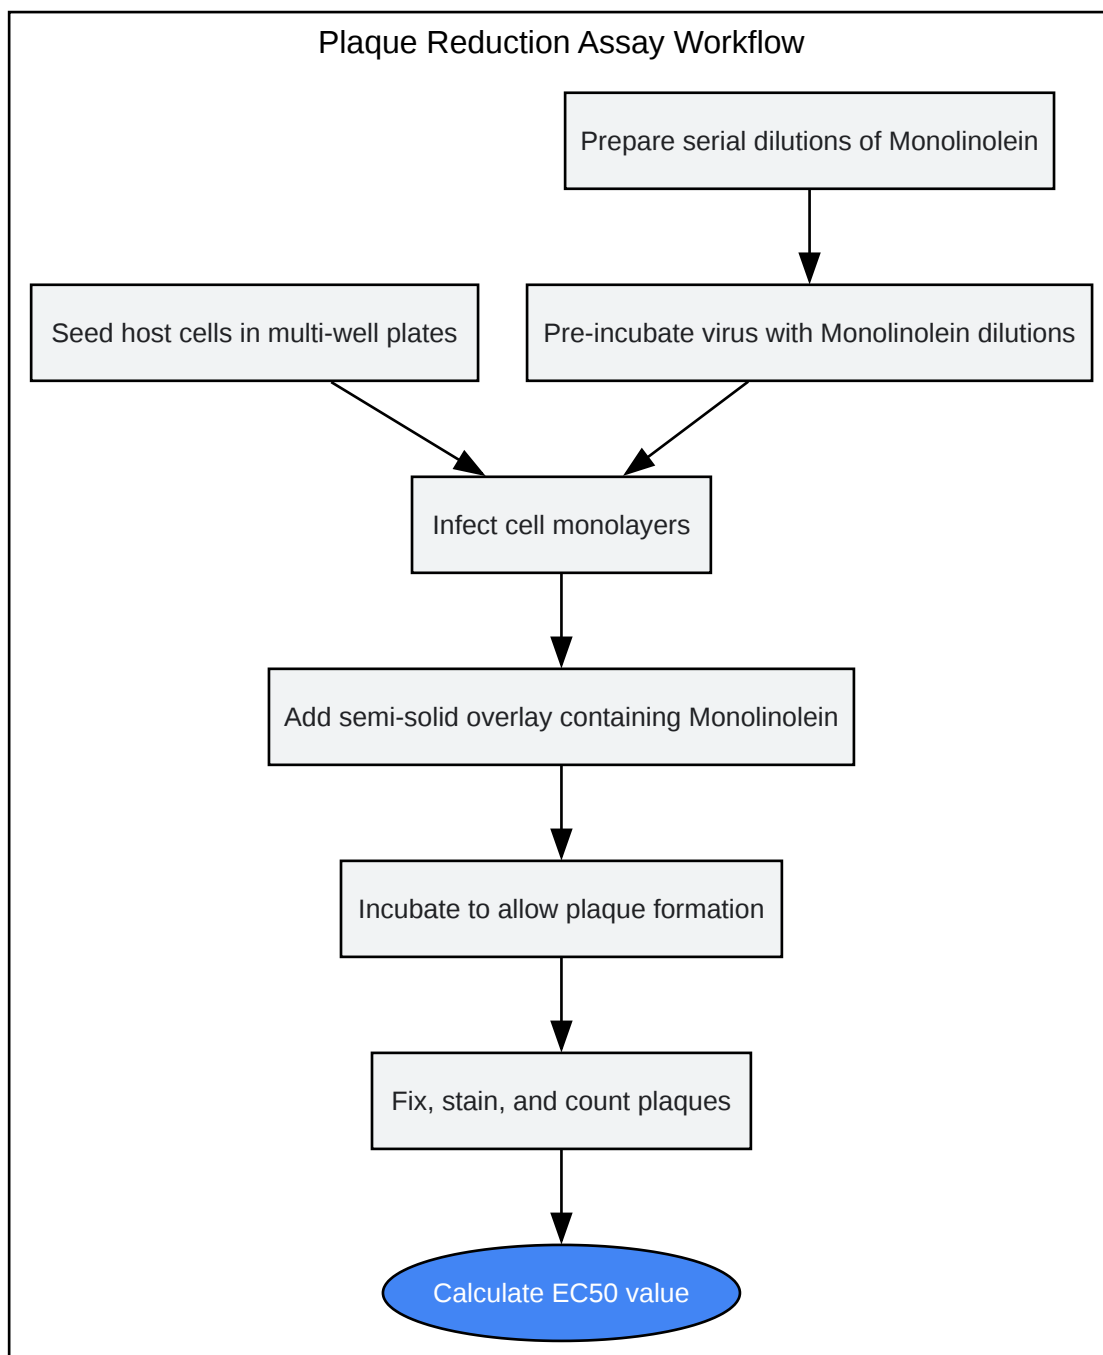 Plaque Reduction Assay Workflow
Prepare serial dilutions of Monolinolein
Seed host cells in multi-well plates
Pre-incubate virus with Monolinolein dilutions
Infect cell monolayers
Add semi-solid overlay containing Monolinolein
Incubate to allow plaque formation
Fix, stain, and count plaques
Calculate EC50 value